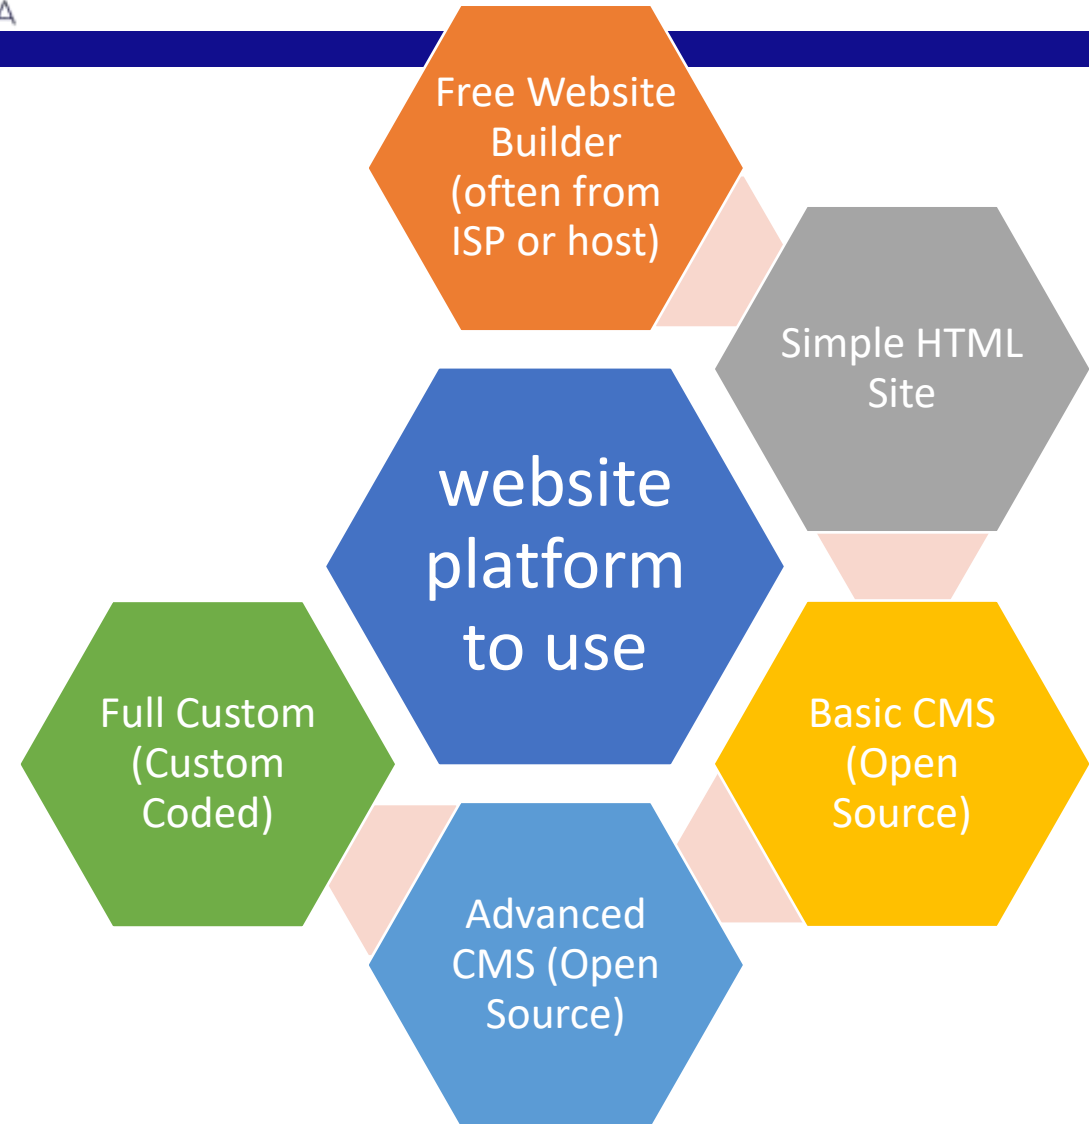 Free Website
Builder
(often from
ISP or host)
Simple HTML
Site
website
platform
to use
Basic CMS
(Open
Source)
Advanced
CMS (Open
Source)
Full Custom
(Custom
Coded)